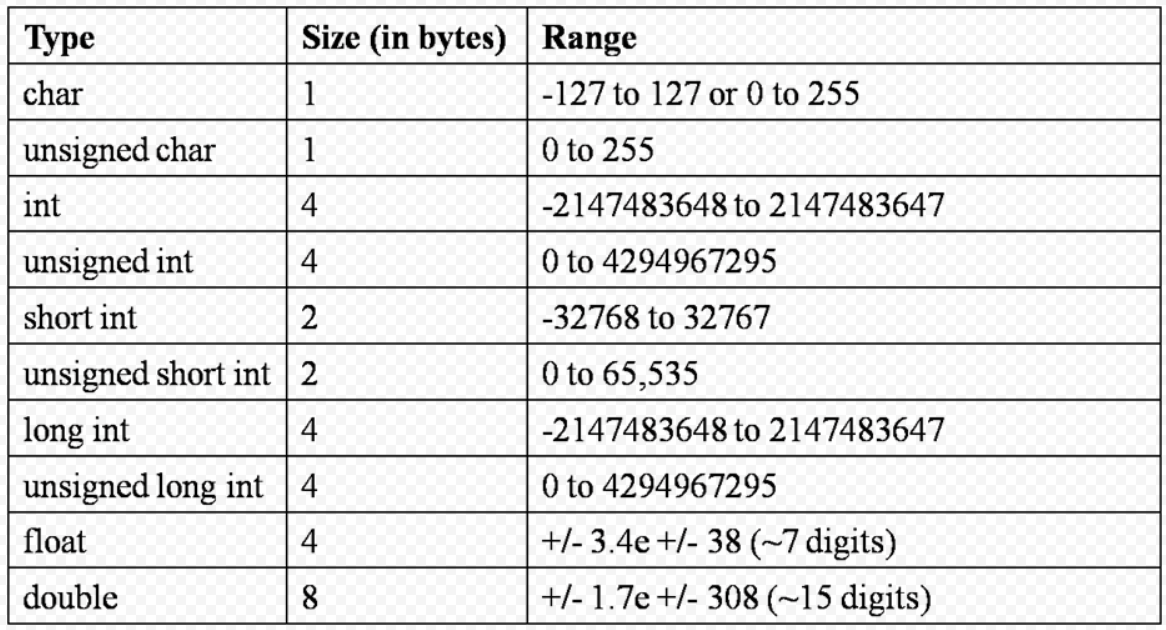 Type Size (in bytes) Range
char 1 -127 to 127 or 0 to 255
unsigned char 1 0 to 255
int 4 -2147483648 to 2147483647
unsigned int 4 0 to 4294967295
short int 2 -32768 to 32767
unsigned short int 2 0 to 65,535
long int 4 -2147483648 to 2147483647
unsigned long int 4 0 to 4294967295
float 4 +/- 3.4e +/- 38 (~7 digits)
double 8 +/- 1.7e +/- 308 (~15 digits)